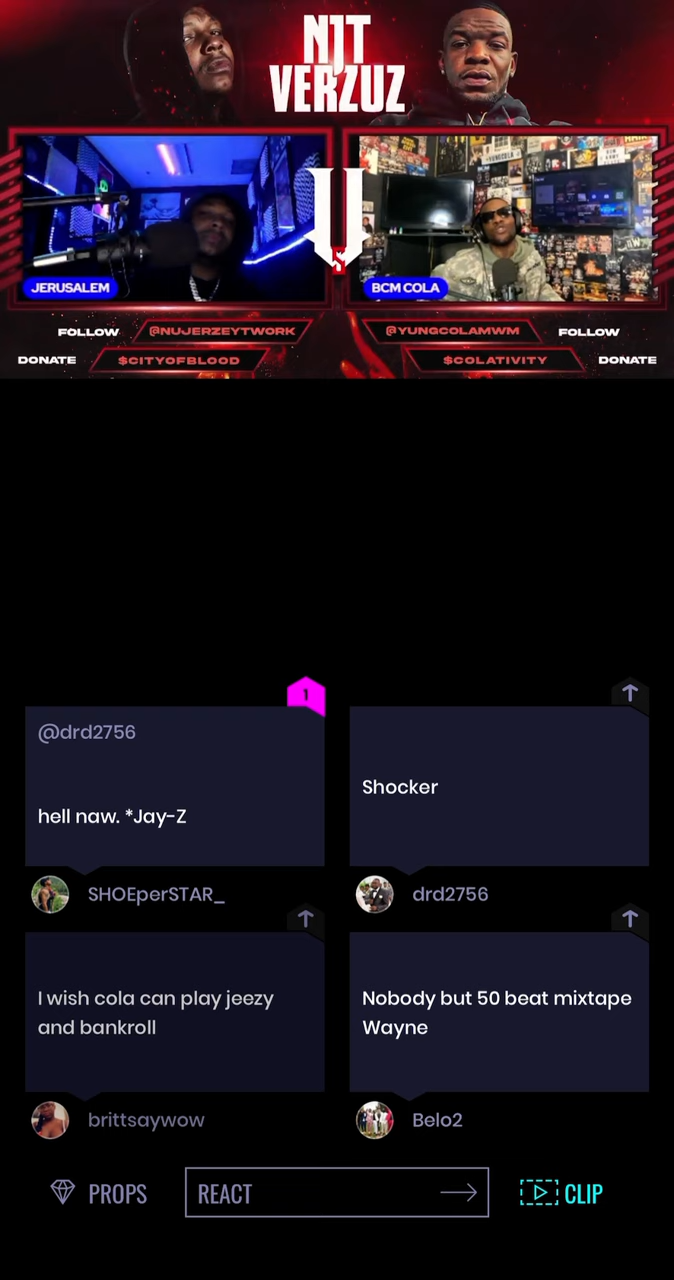 NJT
VERZUZ
VS
JERUSALEM
BCM COLA
FOLLOW
@NUJERZEYTWORK
@YUNGCOLAMWM
FOLLOW
DONATE
$CITYOFBLOOD
$COLATIVITY
DONATE
1
@drd2756
hell naw. *Jay-Z
SHOEperSTAR_
Shocker
drd2756
I wish cola can play jeezy
and bankroll
brittsaywow
Nobody but 50 beat mixtape
Wayne
Belo2
PROPS
REACT
CLIP